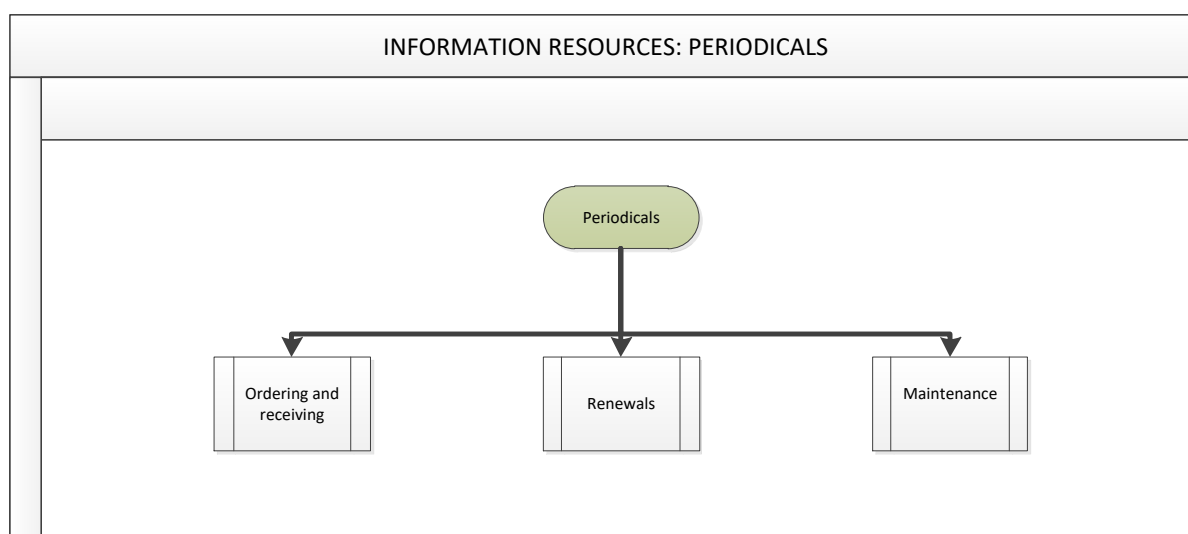 INFORMATION RESOURCES: PERIODICALS
Periodicals
Ordering and
receiving
Renewals
Maintenance